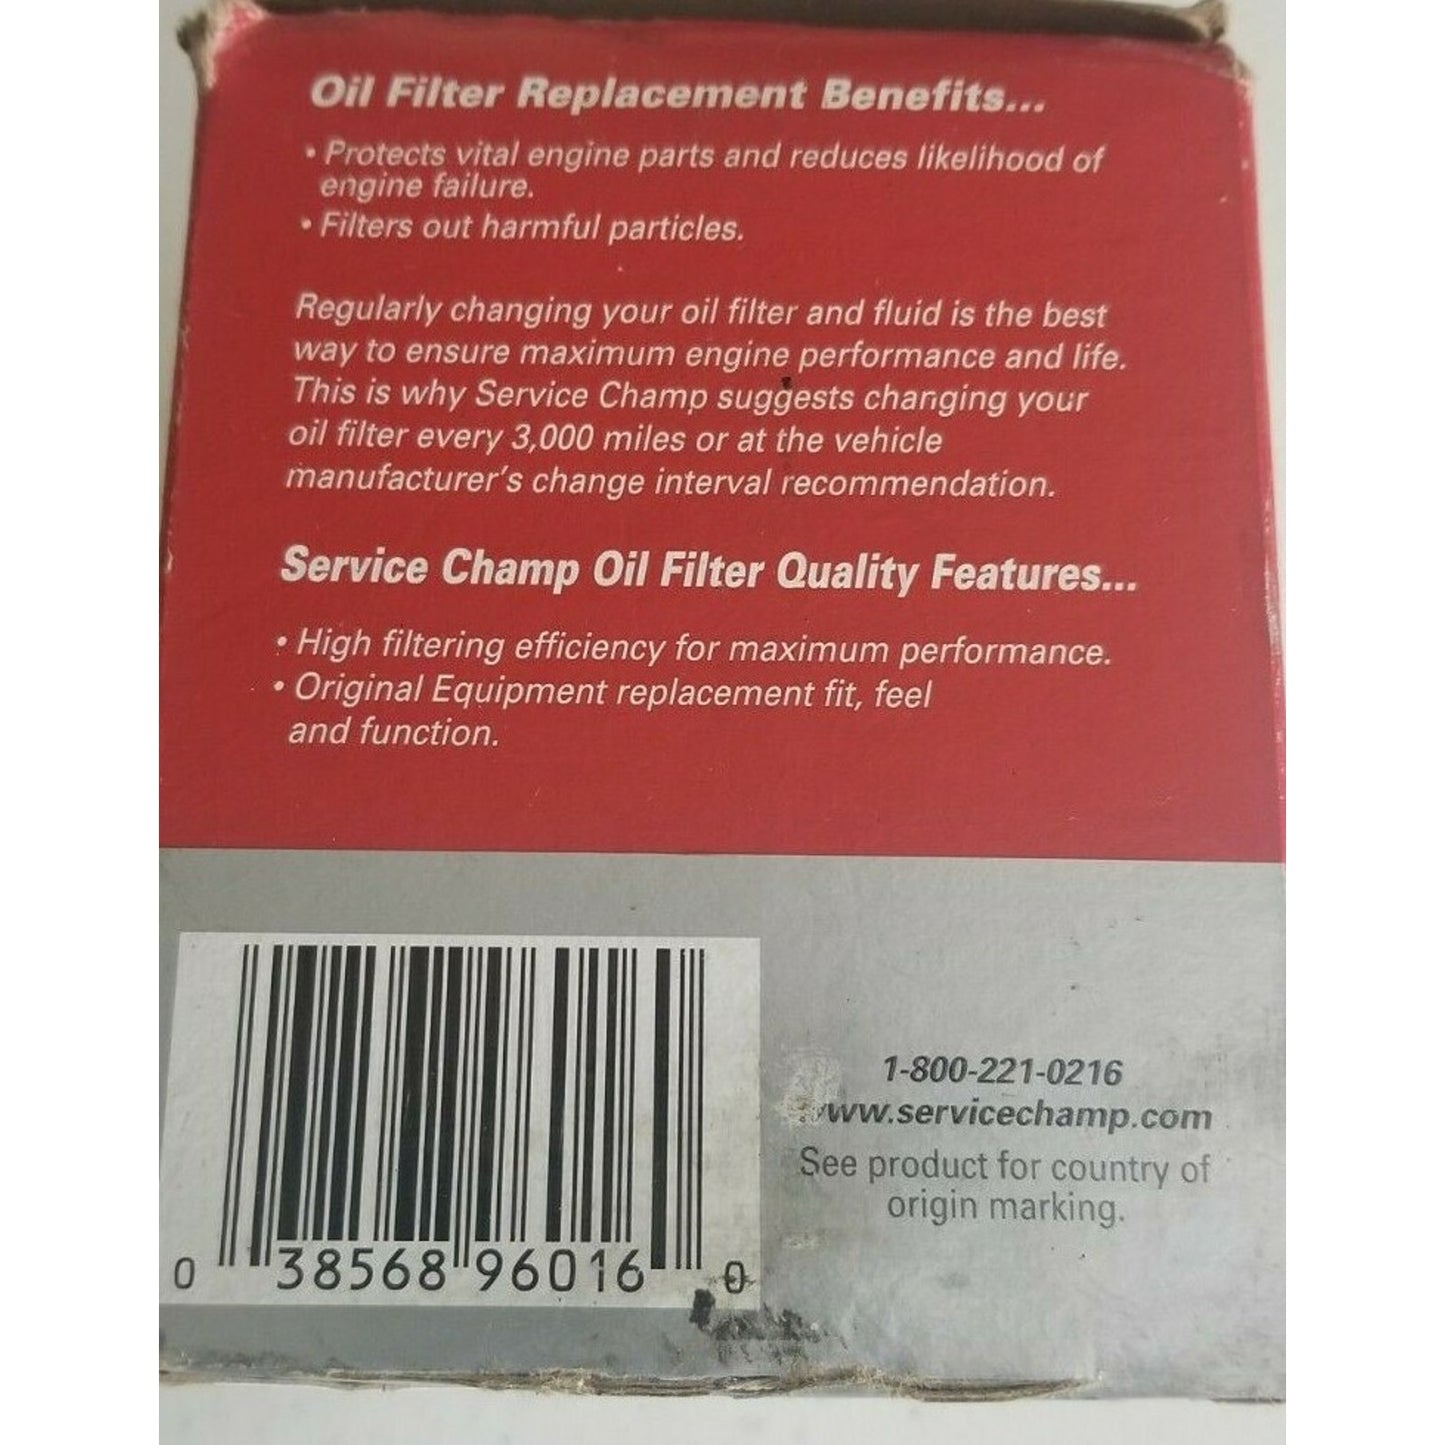 Oil Filter Replacement Benefits...
• Protects vital engine parts and reduces likelihood of
engine failure.
• Filters out harmful particles.
Regularly changing your oil filter and fluid is the best
way to ensure maximum engine performance and life.
This is why Service Champ suggests changing your
oil filter every 3,000 miles or at the vehicle
manufacturer's change interval recommendation.
Service Champ Oil Filter Quality Features...
• High filtering efficiency for maximum performance.
• Original Equipment replacement fit, feel
and function.
0 38568 96016 0
1-800-221-0216
www.servicechamp.com
See product for country of
origin marking.